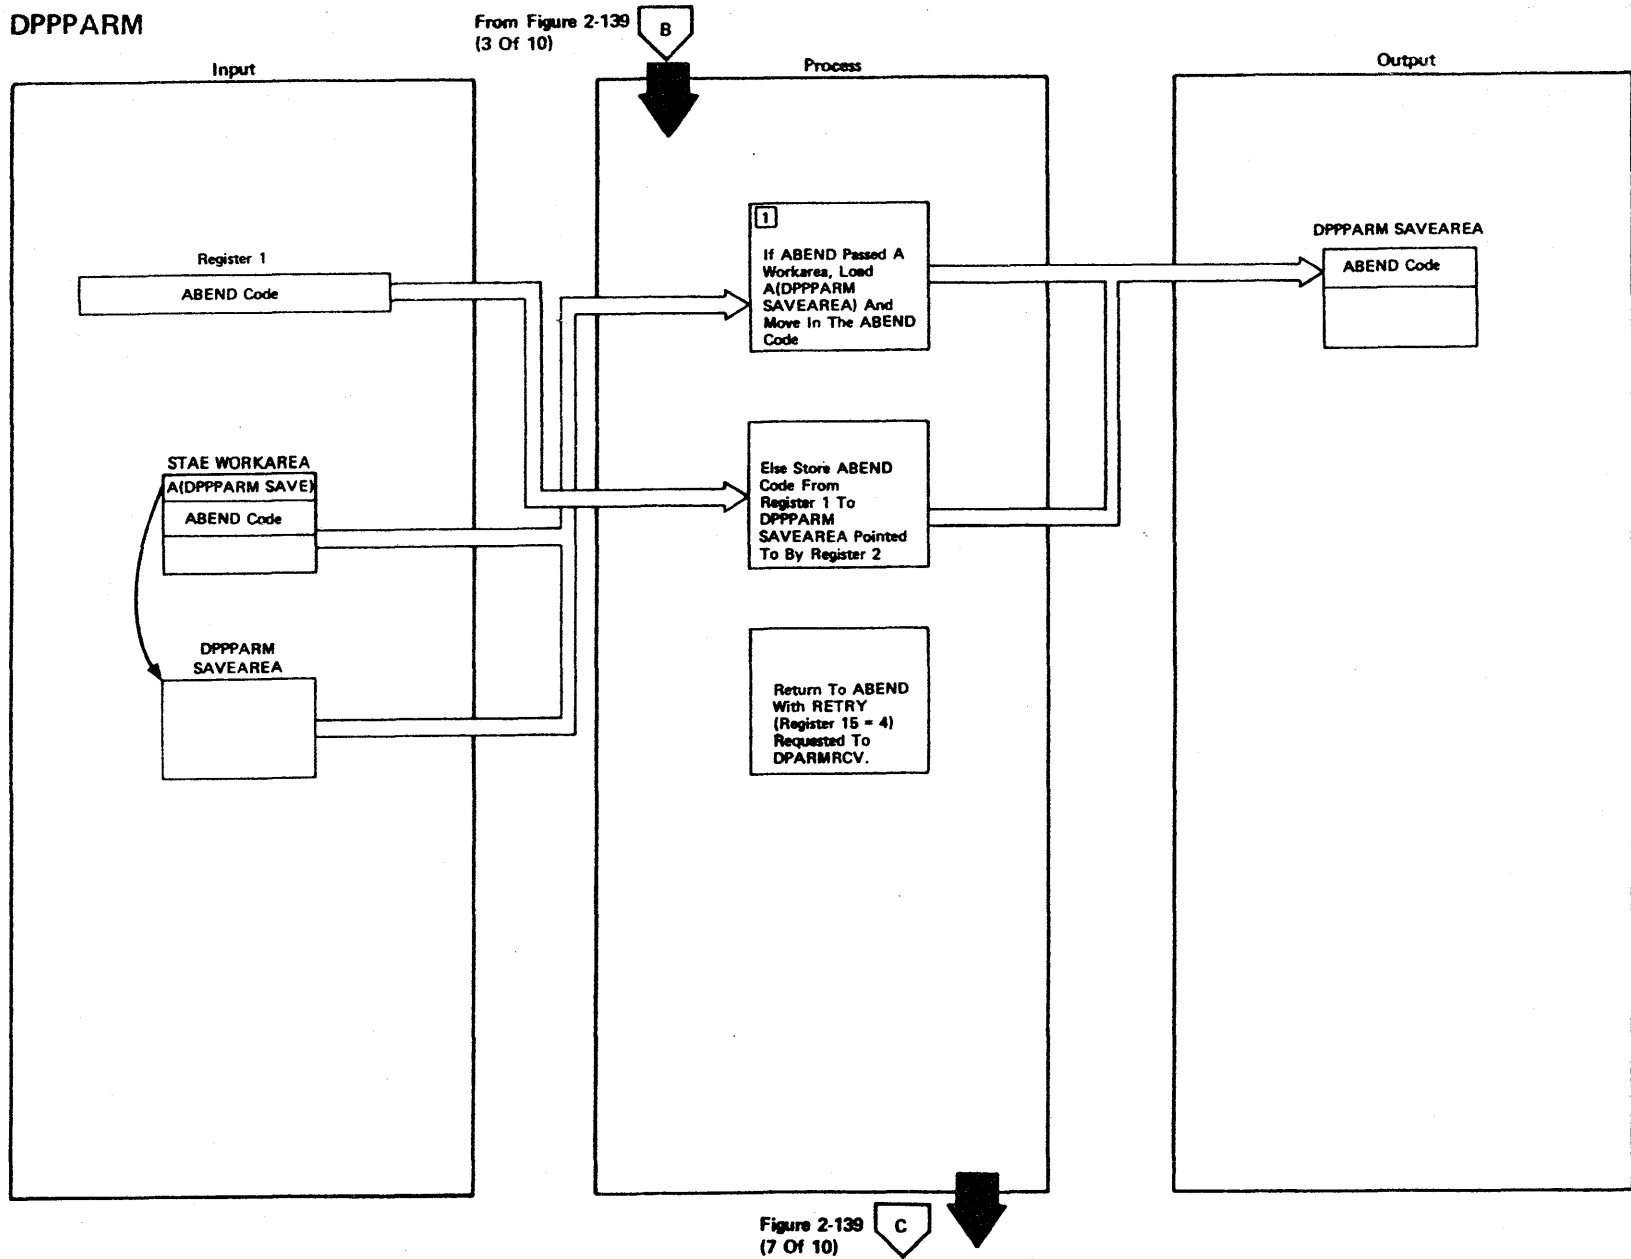 DPPPARM
From Figure 2-139
(3 Of 10)
B
Input
Process
Output
Register 1
ABEND Code
STAE WORKAREA
A(DPPPARM SAVE)
ABEND Code
DPPPARM
SAVEAREA
1
If ABEND Passed A
Workarea, Load
A(DPPPARM
SAVEAREA) And
Move In The ABEND
Code
Else Store ABEND
Code From
Register 1 To
DPPPARM
SAVEAREA Pointed
To By Register 2
Return To ABEND
With RETRY
(Register 15 = 4)
Requested To
DPARMRCV.
DPPPARM SAVEAREA
ABEND Code
Figure 2-139
(7 Of 10)
C